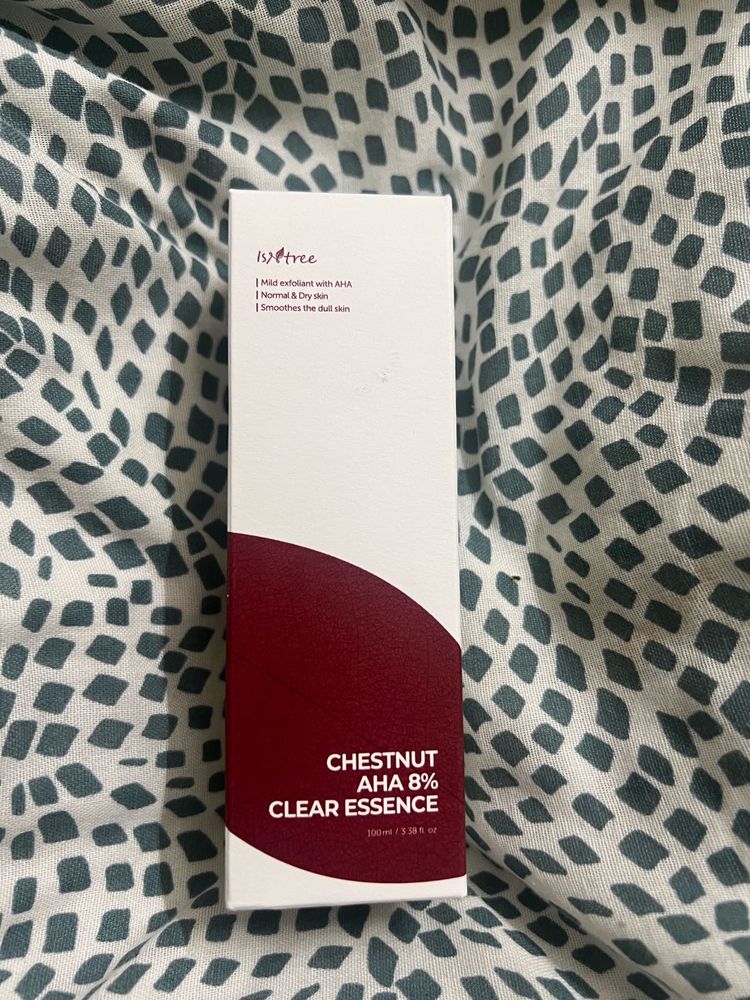 Isntree
Mild exfoliant with AHA
Normal & Dry skin
Smoothes the dull skin
CHESTNUT
AHA 8%
CLEAR ESSENCE
100 ml / 3.38 fl. oz